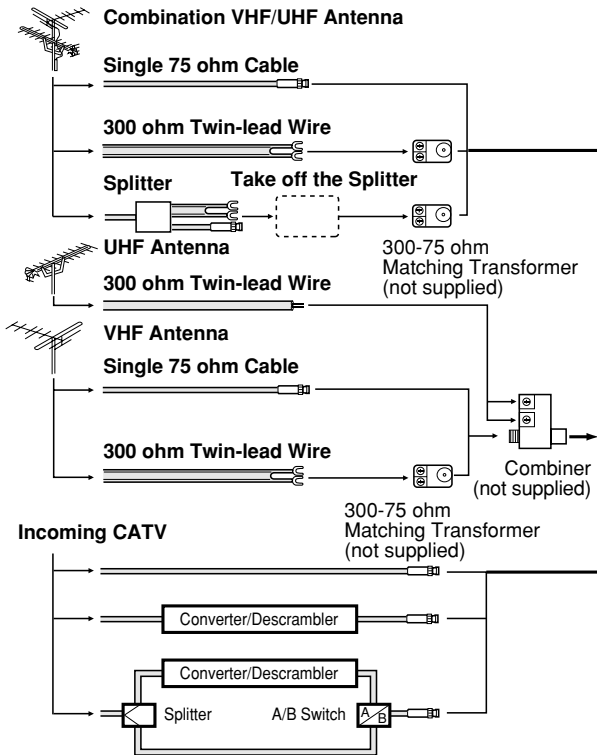 Combination VHF/UHF Antenna
Single 75 ohm Cable
300 ohm Twin-lead Wire
Splitter
Take off the Splitter
UHF Antenna
300-75 ohm
Matching Transformer
(not supplied)
300 ohm Twin-lead Wire
VHF Antenna
Single 75 ohm Cable
300 ohm Twin-lead Wire
Combiner
(not supplied)
300-75 ohm
Matching Transformer
(not supplied)
Incoming CATV
Converter/Descrambler
Converter/Descrambler
Splitter
A/B Switch
A
B